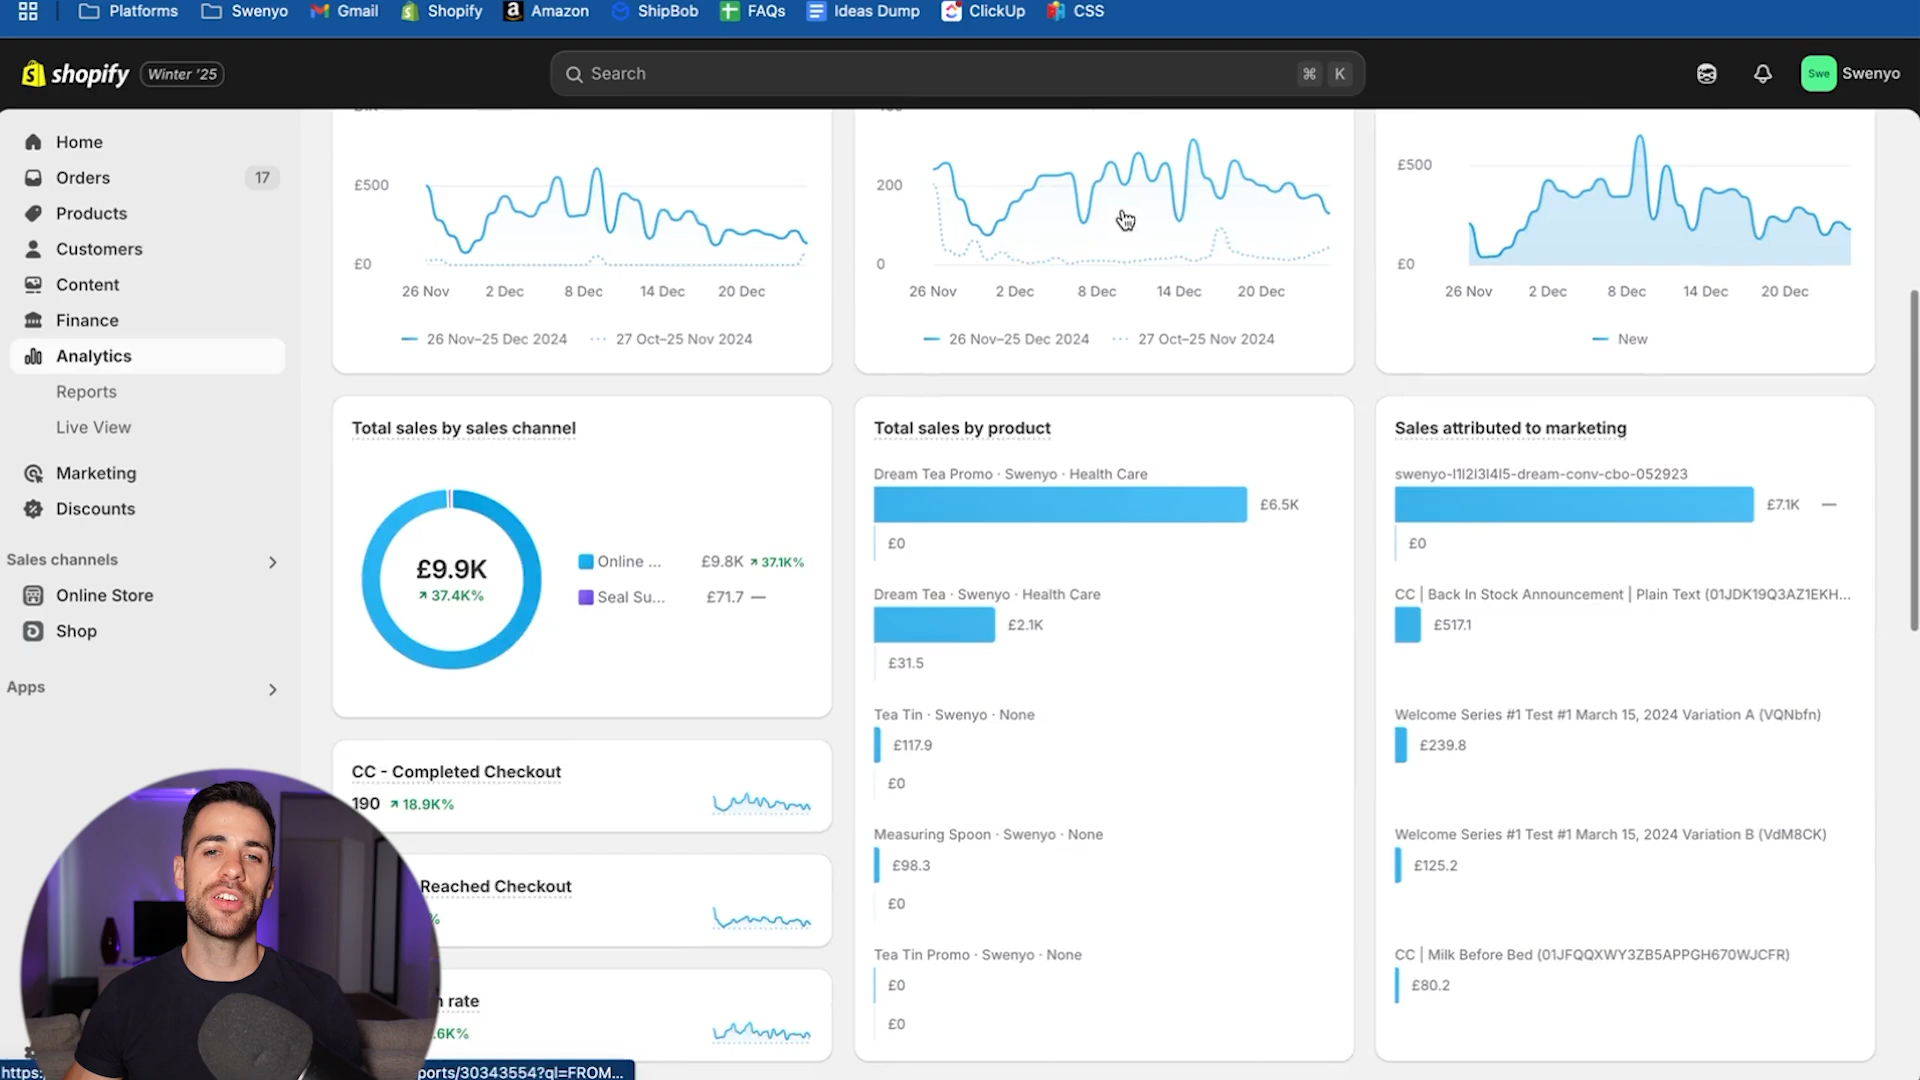 Platforms
Swenyo
Gmail
Shopify
Amazon
ShipBob
FAQs
Ideas Dump
ClickUp
CSS
shopify
Winter '25
Search
⌘ K
Swe
Swenyo
Home
Orders 17
Products
Customers
Content
Finance
Analytics
Reports
Live View
Marketing
Discounts
Sales channels
Online Store
Shop
Apps
£500
£0
26 Nov 2 Dec 8 Dec 14 Dec 20 Dec
26 Nov–25 Dec 2024 27 Oct–25 Nov 2024
200
0
26 Nov 2 Dec 8 Dec 14 Dec 20 Dec
26 Nov–25 Dec 2024 27 Oct–25 Nov 2024
£500
£0
26 Nov 2 Dec 8 Dec 14 Dec 20 Dec
New
Total sales by sales channel
£9.9K
↗ 37.4K%
Online ... £9.8K ↗ 37.1K%
Seal Su... £71.7 —
CC - Completed Checkout
190 ↗ 18.9K%
Reached Checkout
%
rate
.6K%
Total sales by product
Dream Tea Promo · Swenyo · Health Care
£6.5K
£0
Dream Tea · Swenyo · Health Care
£2.1K
£31.5
Tea Tin · Swenyo · None
£117.9
£0
Measuring Spoon · Swenyo · None
£98.3
£0
Tea Tin Promo · Swenyo · None
£0
£0
Sales attributed to marketing
swenyo-l1l2l3l4l5-dream-conv-cbo-052923
£7.1K —
£0
CC | Back In Stock Announcement | Plain Text (01JDK19Q3AZ1EKH...
£517.1
Welcome Series #1 Test #1 March 15, 2024 Variation A (VQNbfn)
£239.8
Welcome Series #1 Test #1 March 15, 2024 Variation B (VdM8CK)
£125.2
CC | Milk Before Bed (01JFQQXWY3ZB5APPGH670WJCFR)
£80.2
https:
ports/30343554?ql=FROM...